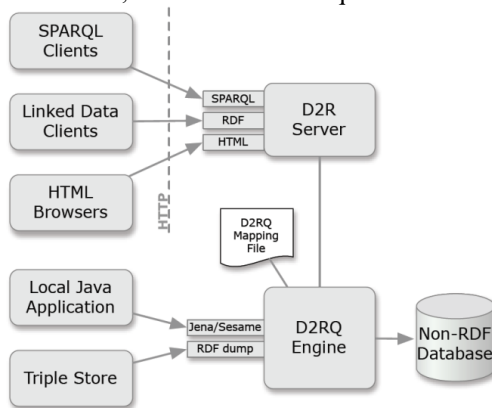 SPARQL
Clients
Linked Data
Clients
HTML
Browsers
HTTP
SPARQL
RDF
HTML
D2R
Server
D2RQ
Mapping
File
Local Java
Application
Triple Store
Jena/Sesame
RDF dump
D2RQ
Engine
Non-RDF
Database